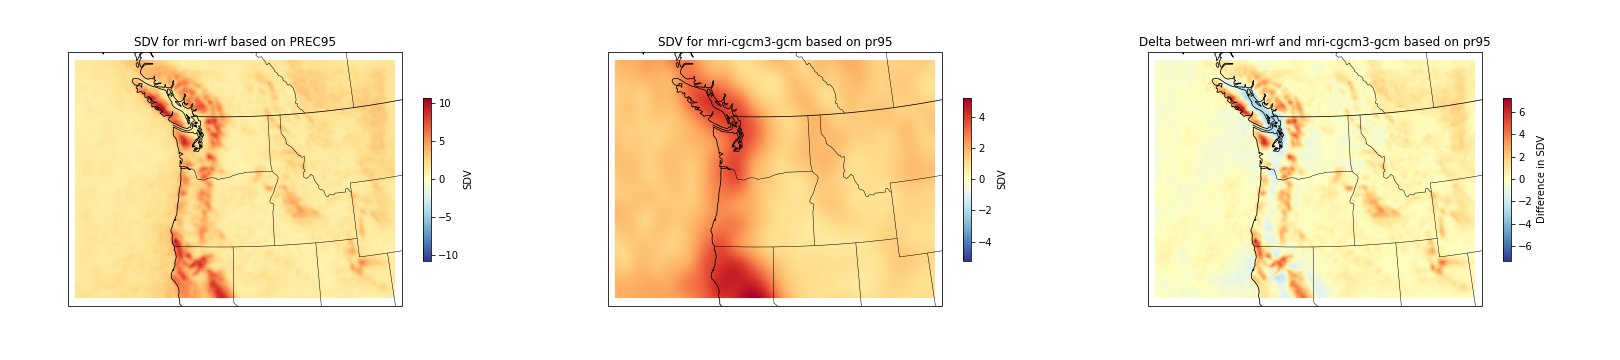 SDV for mri-wrf based on PREC95
10
5
0
−5
−10
SDV
SDV for mri-cgcm3-gcm based on pr95
4
2
0
−2
−4
SDV
Delta between mri-wrf and mri-cgcm3-gcm based on pr95
6
4
2
0
−2
−4
−6
Difference in SDV